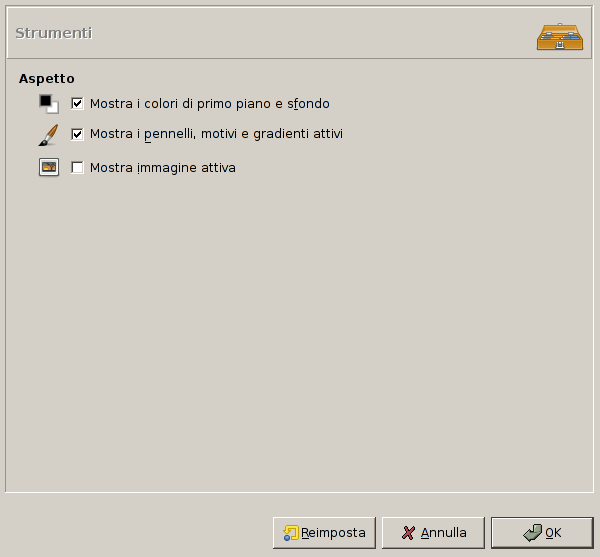 Strumenti
Aspetto
Mostra i colori di primo piano e sfondo
Mostra i pennelli, motivi e gradienti attivi
Mostra immagine attiva
Reimposta Annulla OK